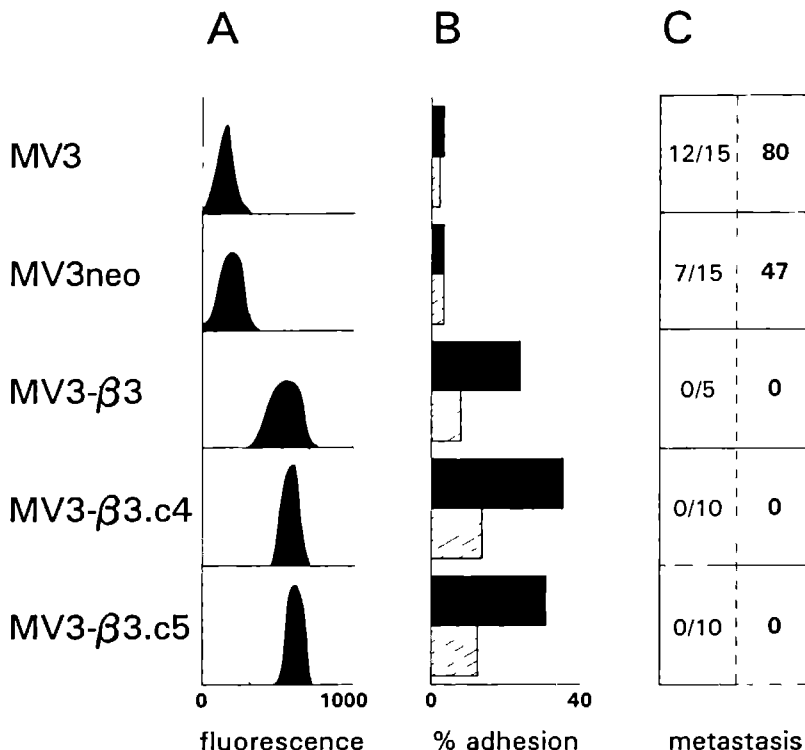 A B C
MV3 12/15 80
MV3neo 7/15 47
MV3-β3 0/5 0
MV3-β3.c4 0/10 0
MV3-β3.c5 0/10 0
0 1000 0 40
fluorescence % adhesion metastasis